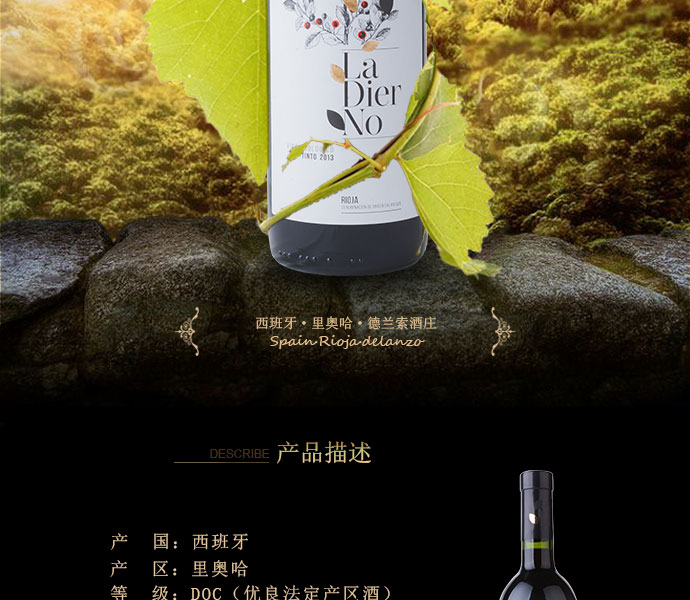 La
Dier
No
TINTO 2013
RIOJA
西班牙·里奥哈·德兰索酒庄
Spain Rioja delanzo
DESCRIBE 产品描述
产 国：西班牙
产 区：里奥哈
等 级：DOC（优良法定产区酒）